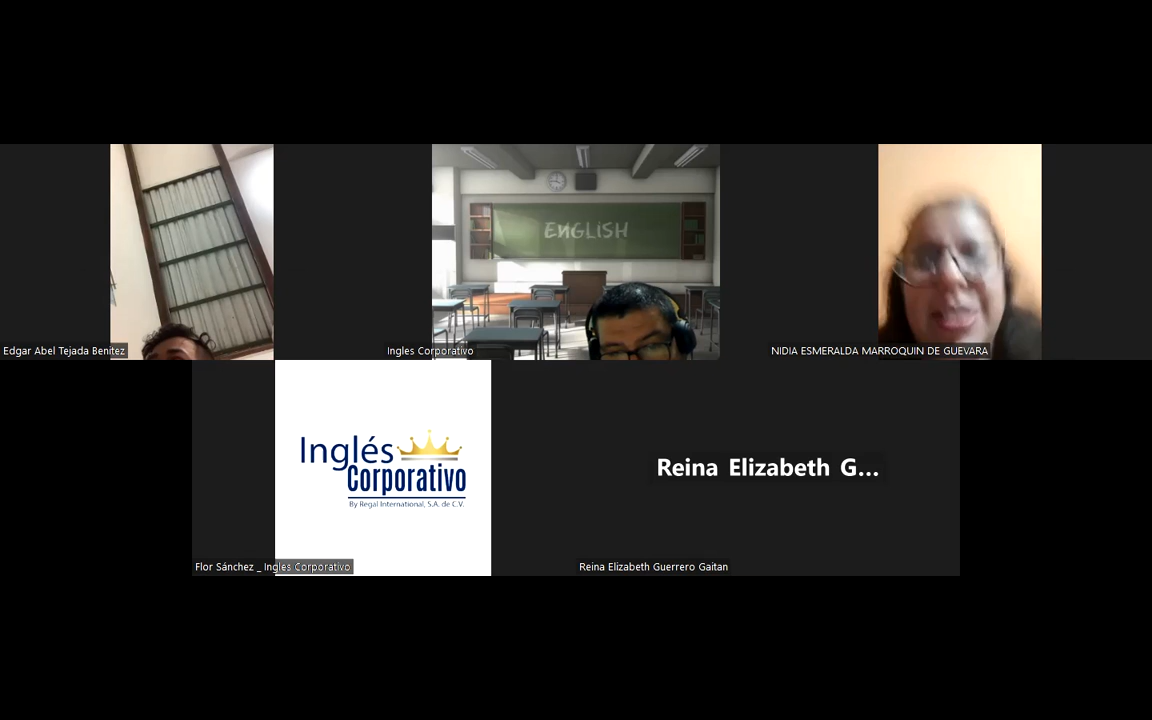 ENGLISH
Edgar Abel Tejada Benítez
Ingles Corporativo
NIDIA ESMERALDA MARROQUIN DE GUEVARA
Inglés
Corporativo
By Regal International, S.A. de C.V.
Reina Elizabeth G...
Flor Sánchez _ Ingles Corporativo
Reina Elizabeth Guerrero Gaitan